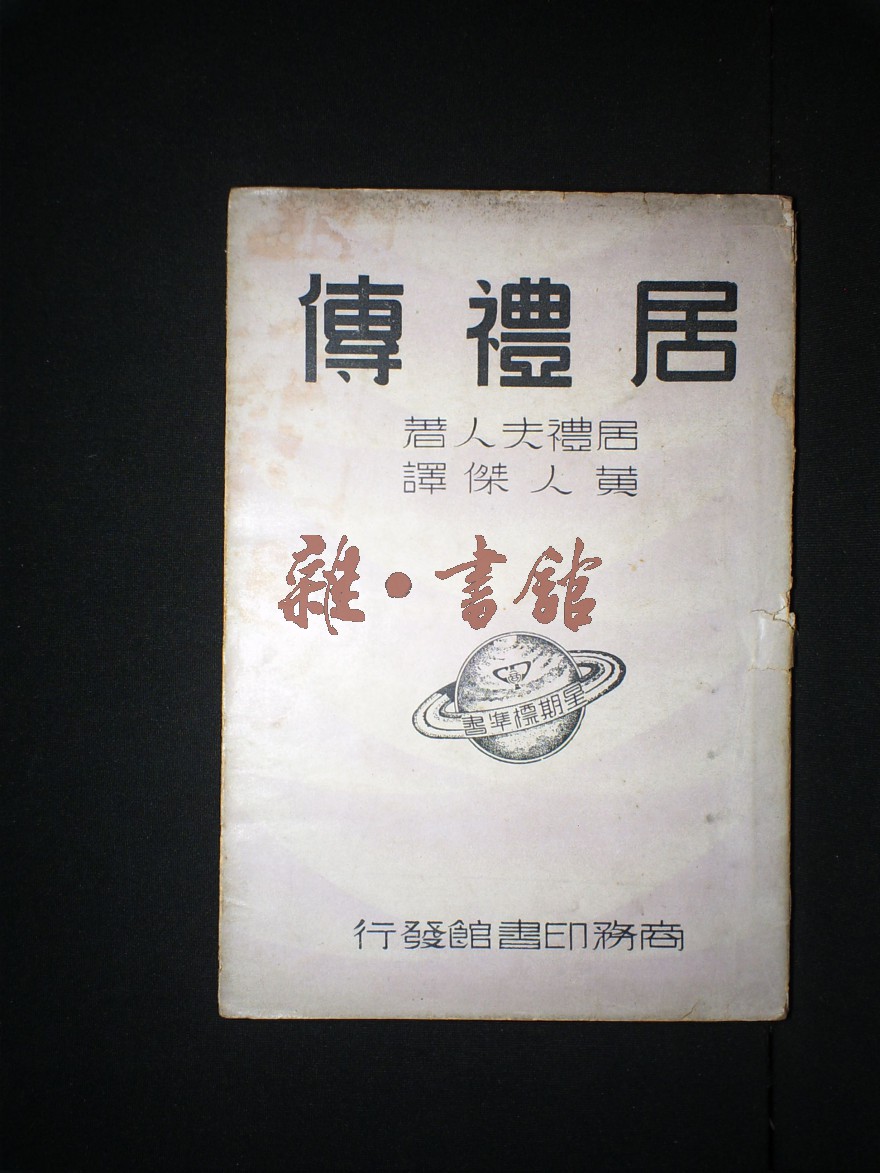 居禮傳
居禮夫人著
黃人傑譯
雜·書館
星期標準書
商務印書館發行